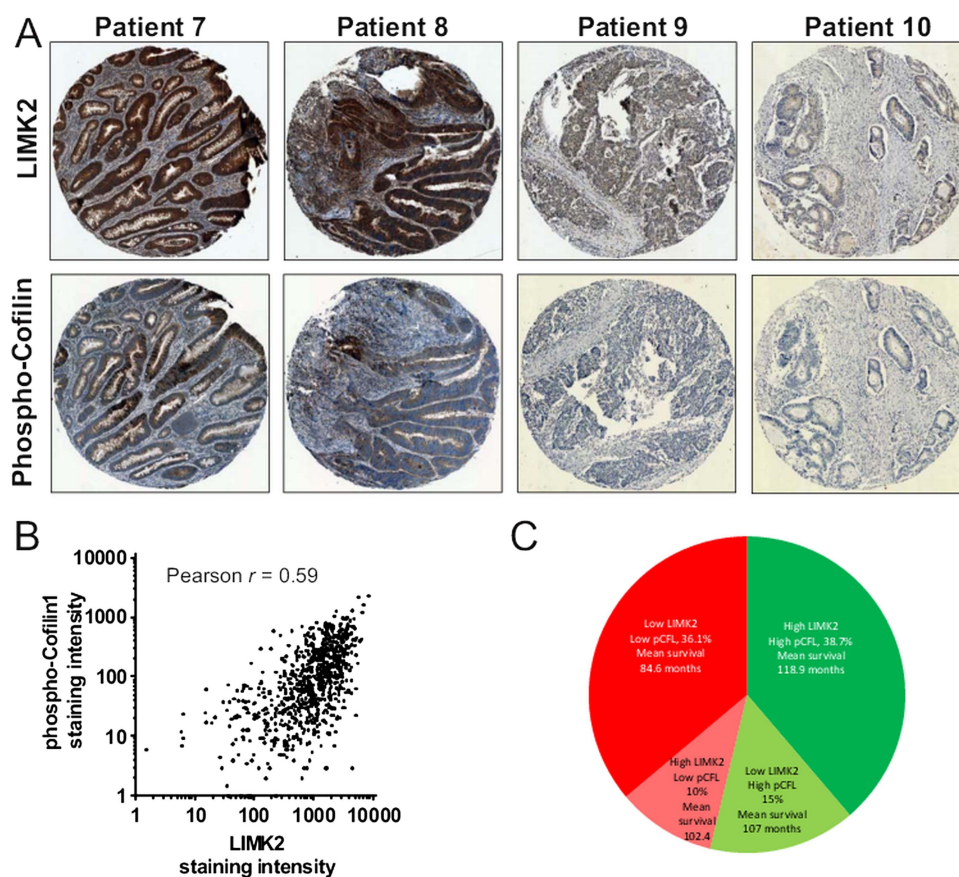 A
Patient 7
Patient 8
Patient 9
Patient 10
LIMK2
Phospho-Cofilin
B
Pearson r = 0.59
phospho-Cofilin1
staining intensity
10000
1000
100
10
1
1
10
100
1000
10000
LIMK2
staining intensity
C
Low LIMK2
Low pCFL, 36.1%
Mean survival
84.6 months
High LIMK2
High pCFL, 38.7%
Mean survival
118.9 months
High LIMK2
Low pCFL
10%
Mean
survival
102.4
Low LIMK2
High pCFL
15%
Mean survival
107 months